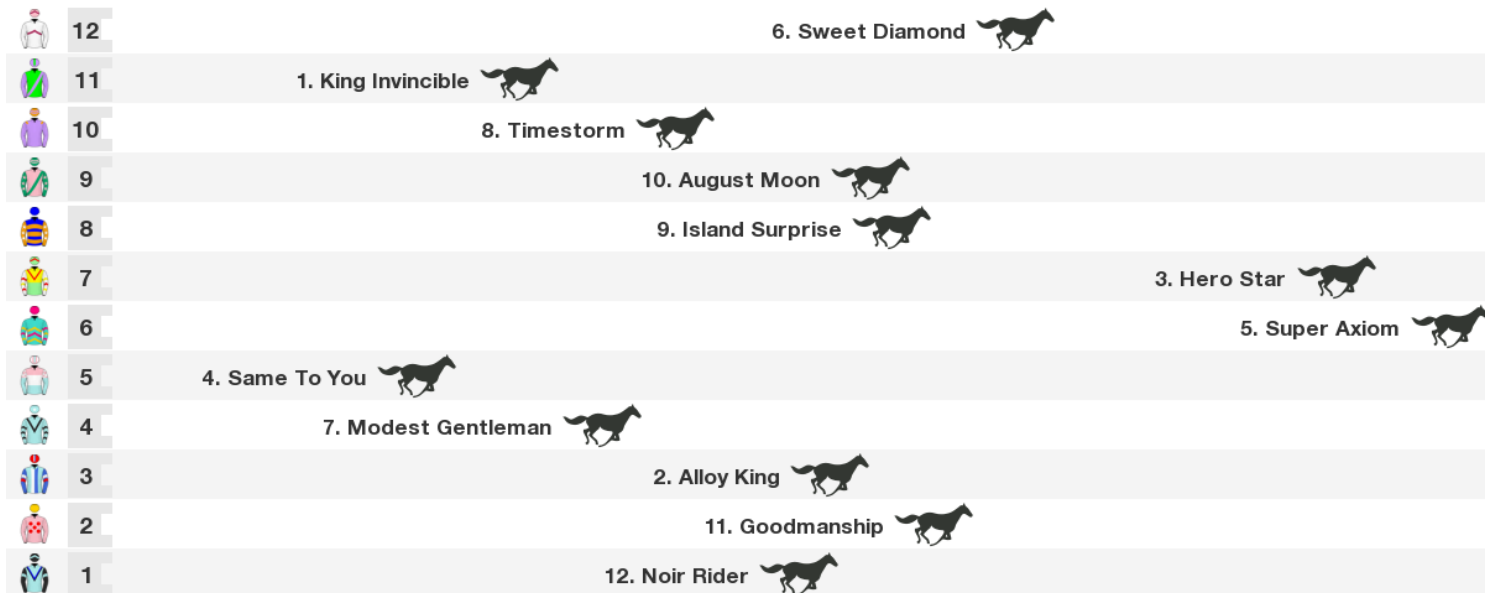 12 6. Sweet Diamond
11 1. King Invincible
10 8. Timestorm
9 10. August Moon
8 9. Island Surprise
7 3. Hero Star
6 5. Super Axiom
5 4. Same To You
4 7. Modest Gentleman
3 2. Alloy King
2 11. Goodmanship
1 12. Noir Rider